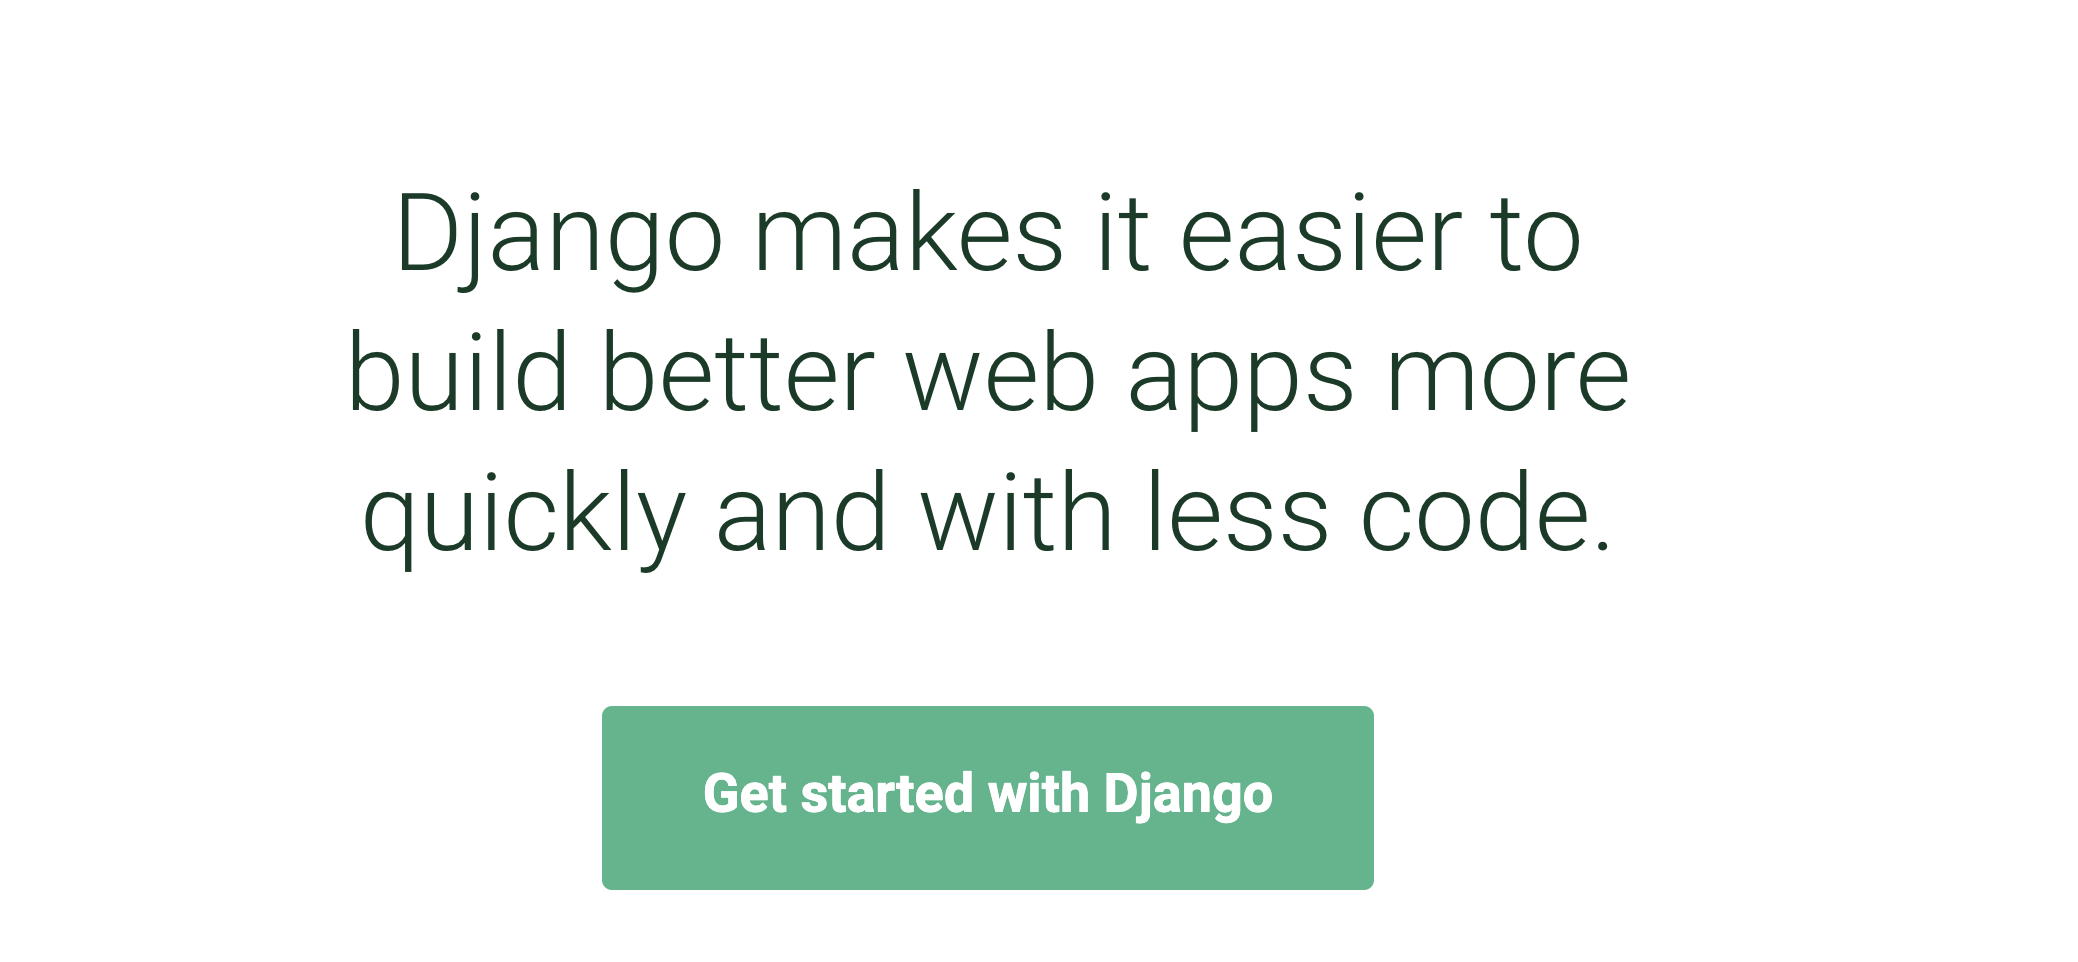 Django makes it easier to
build better web apps more
quickly and with less code.
Get started with Django